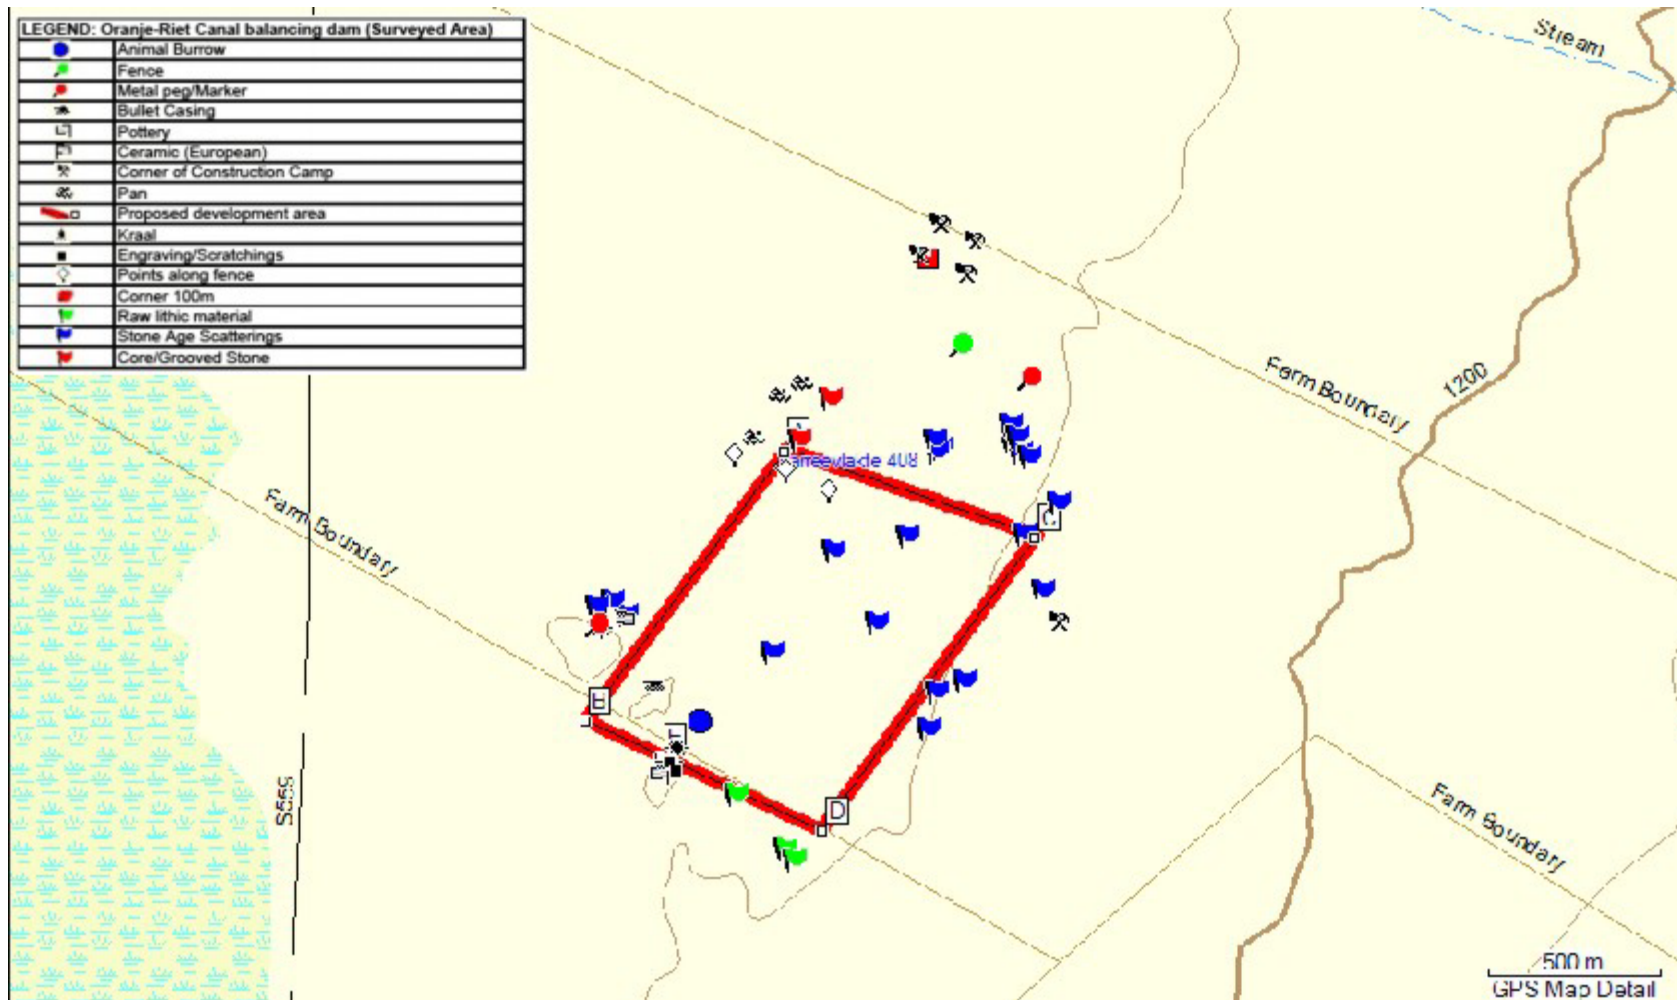 LEGEND: Oranje-Riet Canal balancing dam (Surveyed Area)
Animal Burrow
Fence
Metal peg/Marker
Bullet Casing
Pottery
Ceramic (European)
Corner of Construction Camp
Pan
Proposed development area
Kraal
Engraving/Scratchings
Points along fence
Corner 100m
Raw lithic material
Stone Age Scatterings
Core/Grooved Stone
Stream
Farm Boundary
1200
408
C
Farm Boundary
B
D
S655
Farm Boundary
500 m
GPS Map Detail